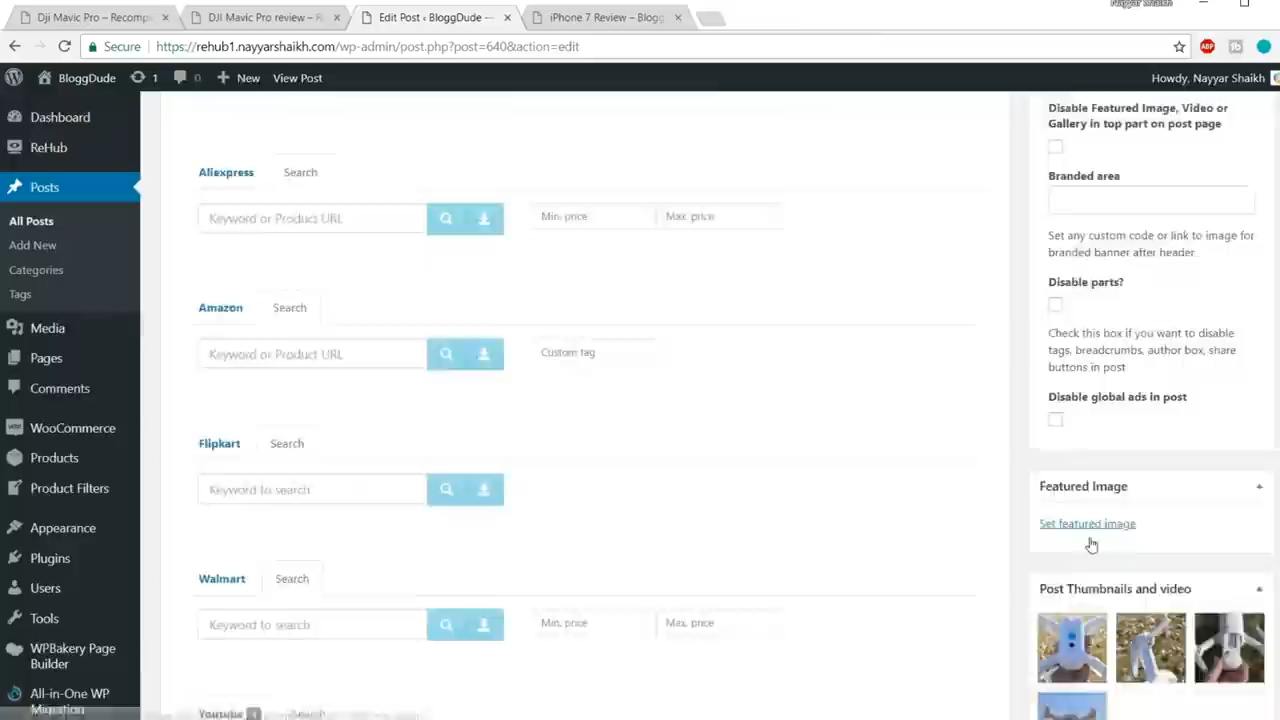 Nayyar Shaikh
Dji Mavic Pro – Recomp
DJI Mavic Pro review – R
Edit Post ‹ BloggDude —
iPhone 7 Review – Blogg
Secure
https://rehub1.nayyarshaikh.com/wp-admin/post.php?post=640&action=edit
ABP
BloggDude
1
0
New
View Post
Howdy, Nayyar Shaikh
Dashboard
ReHub
Posts
All Posts
Add New
Categories
Tags
Media
Pages
Comments
WooCommerce
Products
Product Filters
Appearance
Plugins
Users
Tools
WPBakery Page
Builder
All-in-One WP
Migration
Aliexpress
Search
Keyword or Product URL
Min. price
Max. price
Amazon
Search
Keyword or Product URL
Custom tag
Flipkart
Search
Keyword to search
Walmart
Search
Keyword to search
Min. price
Max. price
Youtube
Search
Disable Featured Image, Video or
Gallery in top part on post page
Branded area
Set any custom code or link to image for
branded banner after header
Disable parts?
Check this box if you want to disable
tags, breadcrumbs, author box, share
buttons in post
Disable global ads in post
Featured Image
Set featured image
Post Thumbnails and video